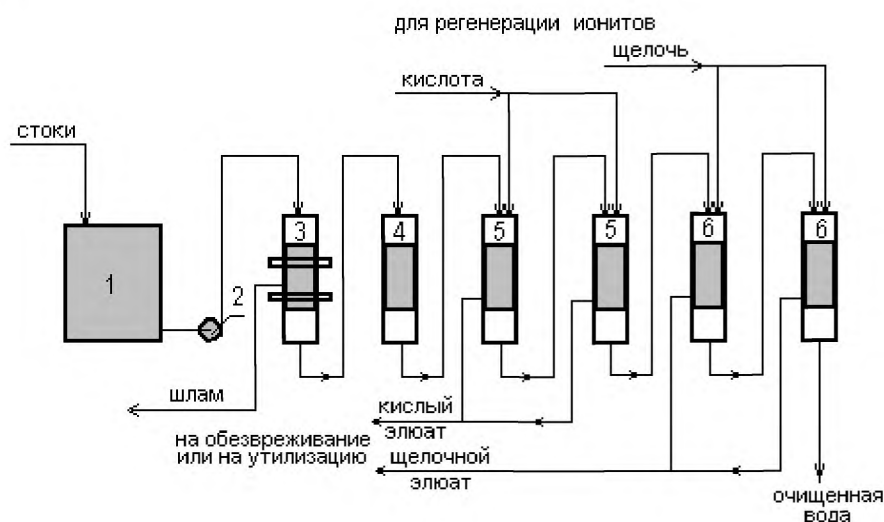 для регенерации ионитов
щелочь
кислота
стоки
3
4
5
5
6
6
1
2
шлам
кислый
элюат
на обезвреживание
или на утилизацию
щелочной
элюат
очищенная
вода